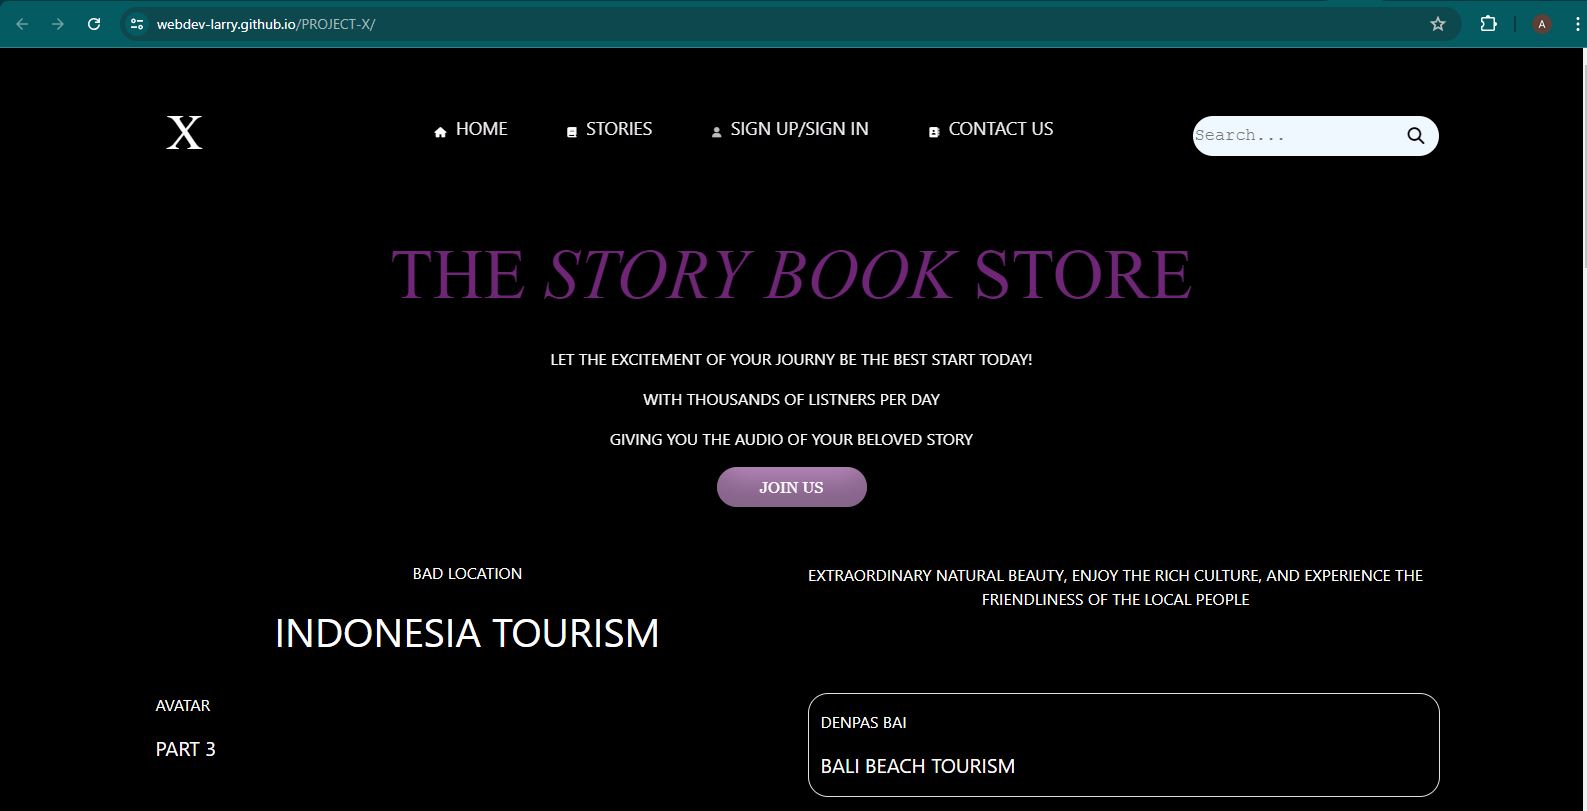 webdev-larry.github.io/PROJECT-X/
A
X
HOME
STORIES
SIGN UP/SIGN IN
CONTACT US
Search...
THE STORY BOOK STORE
LET THE EXCITEMENT OF YOUR JOURNY BE THE BEST START TODAY!
WITH THOUSANDS OF LISTNERS PER DAY
GIVING YOU THE AUDIO OF YOUR BELOVED STORY
JOIN US
BAD LOCATION
INDONESIA TOURISM
EXTRAORDINARY NATURAL BEAUTY, ENJOY THE RICH CULTURE, AND EXPERIENCE THE
FRIENDLINESS OF THE LOCAL PEOPLE
AVATAR
PART 3
DENPAS BAI
BALI BEACH TOURISM